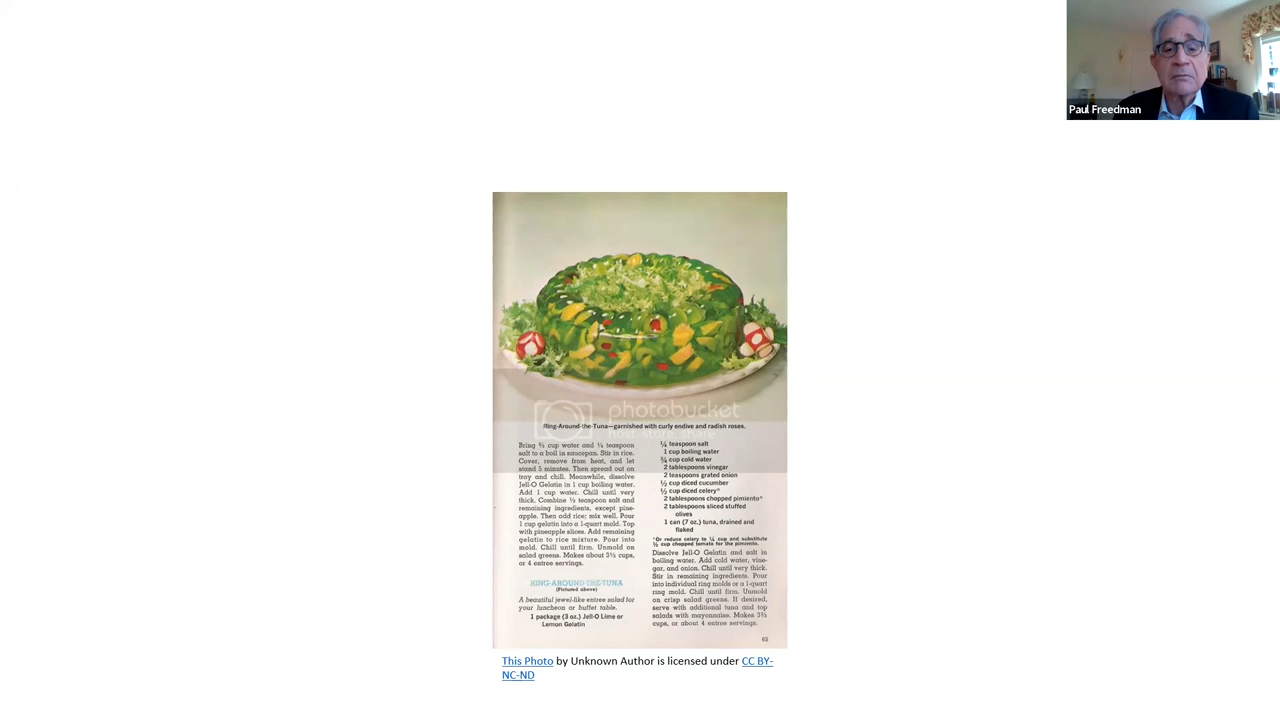 Paul Freedman
photobucket
Ring-Around-the-Tuna—garnished with curly endive and radish roses.
Bring ⅔ cup water and ¼ teaspoon
salt to a boil in saucepan. Stir in rice.
Cover, remove from heat, and let
stand 5 minutes. Then spread out on
tray and chill. Meanwhile, dissolve
Jell-O Gelatin in 1 cup boiling water.
Add 1 cup water. Chill until very
thick. Combine ½ teaspoon salt and
remaining ingredients, except pine-
apple. Then add rice; mix well. Pour
1 cup gelatin into a 1-quart mold. Top
with pineapple slices. Add remaining
gelatin to rice mixture. Pour into
mold. Chill until firm. Unmold on
salad greens. Makes about 3½ cups,
or 4 entree servings.
RING-AROUND-THE-TUNA
(Pictured above)
A beautiful jewel-like entree salad for
your luncheon or buffet table.
1 package (3 oz.) Jell-O Lime or
Lemon Gelatin
¼ teaspoon salt
1 cup boiling water
¾ cup cold water
2 tablespoons vinegar
2 teaspoons grated onion
½ cup diced cucumber
½ cup diced celery*
2 tablespoons chopped pimiento*
2 tablespoons sliced stuffed
olives
1 can (7 oz.) tuna, drained and
flaked
*Or reduce celery to ¼ cup and substitute
½ cup chopped tomato for the pimiento.
Dissolve Jell-O Gelatin and salt in
boiling water. Add cold water, vine-
gar, and onion. Chill until very thick.
Stir in remaining ingredients. Pour
into individual ring molds or a 1-quart
ring mold. Chill until firm. Unmold
on crisp salad greens. If desired,
serve with additional tuna and top
salads with mayonnaise. Makes 3⅔
cups, or about 4 entree servings.
63
This Photo by Unknown Author is licensed under CC BY-
NC-ND